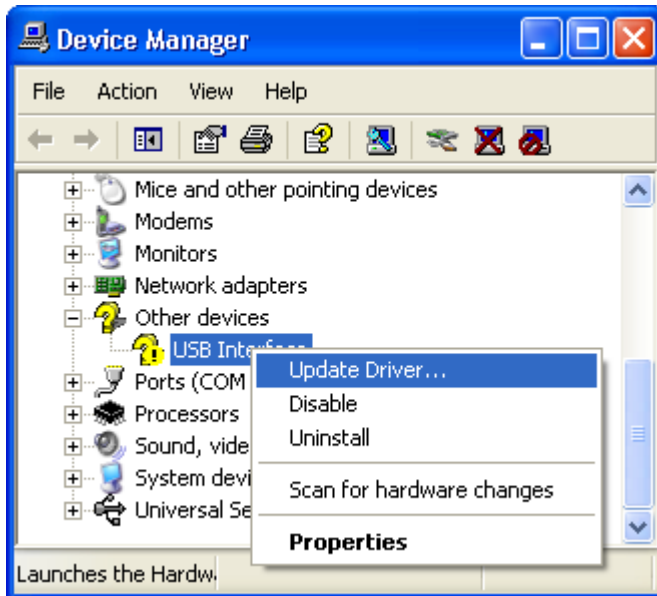 Device Manager
File Action View Help
Mice and other pointing devices
Modems
Monitors
Network adapters
Other devices
USB Interface
Update Driver...
Ports (COM
Disable
Processors
Uninstall
Sound, vide
System devi
Scan for hardware changes
Universal Se
Properties
Launches the Hardw